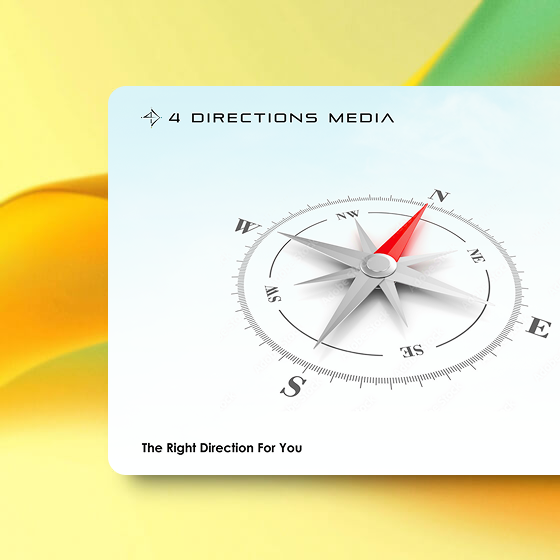 4 DIRECTIONS MEDIA
N
NW
W
NE
SW
E
SE
S
The Right Direction For You